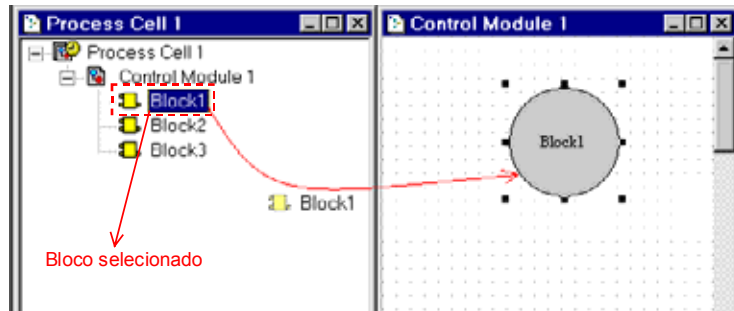 Process Cell 1
Process Cell 1
Control Module 1
Block1
Block2
Block3
Block1
Bloco selecionado
Control Module 1
Block1